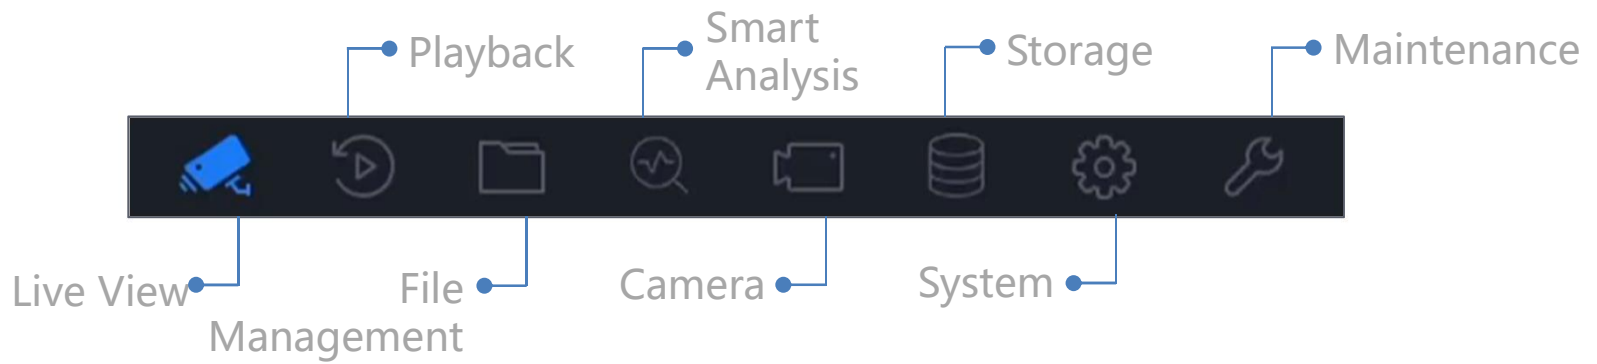 Playback
Smart
Analysis
Storage
Maintenance
Live View
File
Management
Camera
System